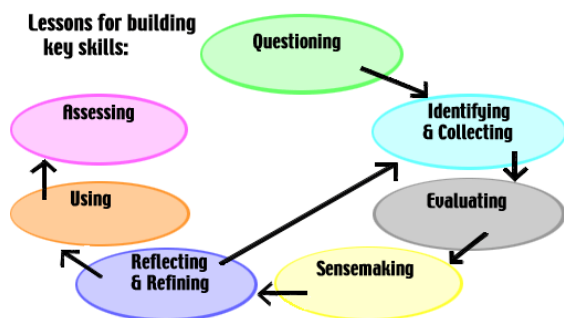 Lessons for building
key skills:
Questioning
Identifying
& Collecting
Evaluating
Sensemaking
Reflecting
& Refining
Using
Assessing